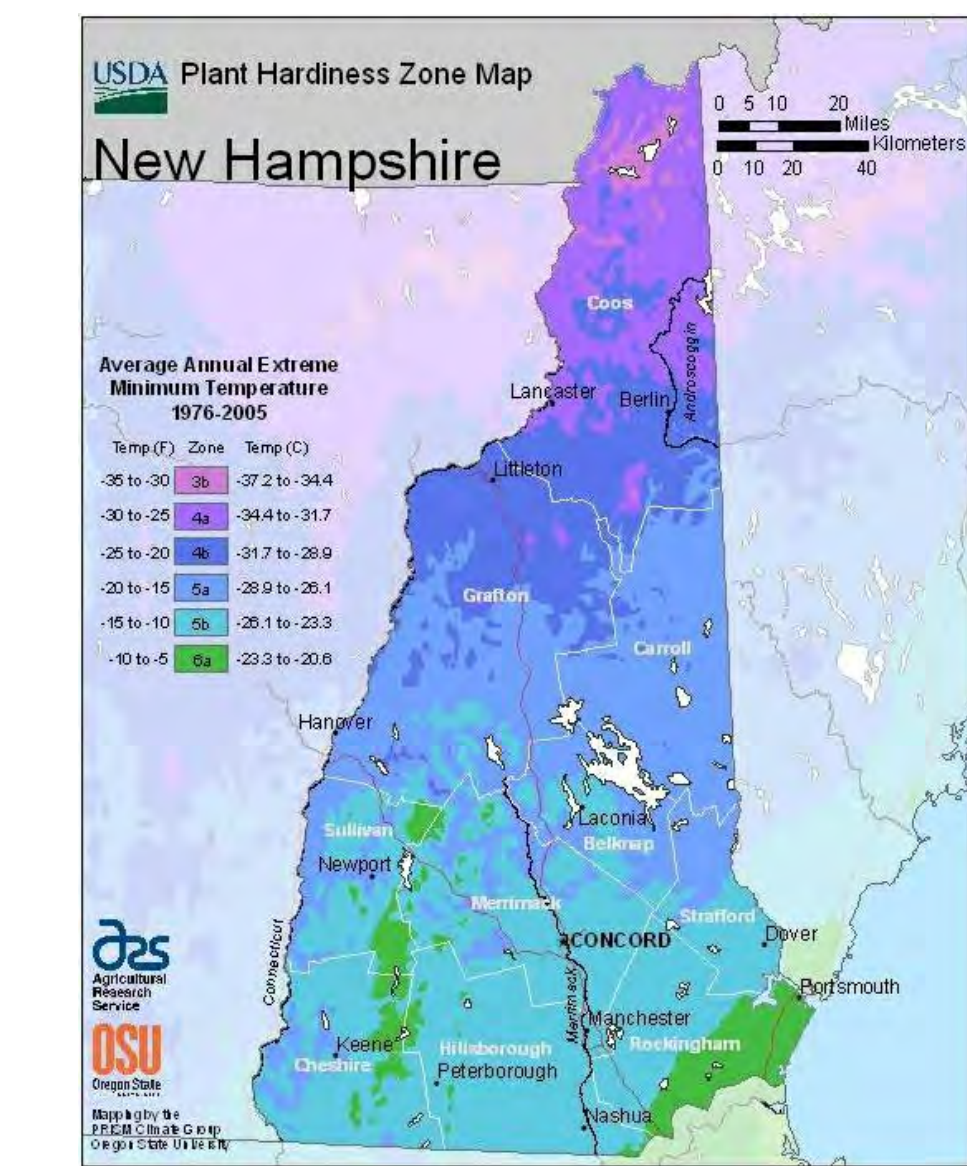 USDA Plant Hardiness Zone Map
New Hampshire
0 5 10 20
Miles
Kilometers
0 10 20 40
Average Annual Extreme
Minimum Temperature
1976-2005
Temp (F) Zone Temp (C)
-35 to -30 3b -37.2 to -34.4
-30 to -25 4a -34.4 to -31.7
-25 to -20 4b -31.7 to -28.9
-20 to -15 5a -28.9 to -26.1
-15 to -10 5b -26.1 to -23.3
-10 to -5 6a -23.3 to -20.6
Coos
Androscoggin
Lancaster
Berlin
Littleton
Grafton
Carroll
Hanover
Sullivan
Laconia
Belknap
Newport
Merrimack
Strafford
CONCORD
Dover
Connecticut
Merrimack
Portsmouth
Manchester
Keene
Hillsborough
Rockingham
Cheshire
Peterborough
Nashua
ars
Agricultural
Research
Service
OSU
Oregon State
Mapping by the
PRISM Climate Group
Oregon State University